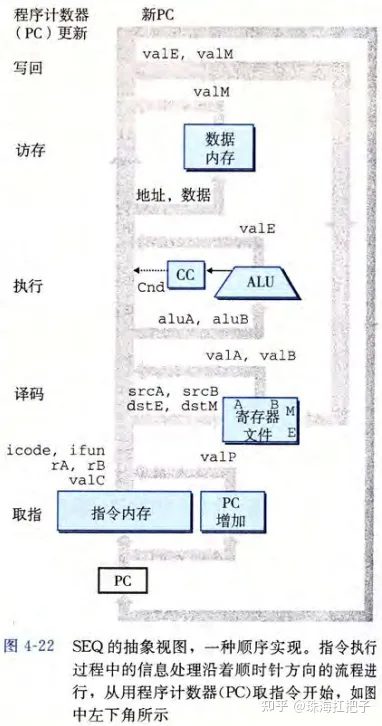 程序计数器 新PC
（PC）更新
valE, valM
写回
valM
数据
内存
访存
地址，数据
valE
CC ALU
执行
Cnd
aluA, aluB
valA, valB
srcA, srcB
译码
dstE, dstM
A B
M
寄存器
文件
E
icode, ifun
rA, rB
valC
valP
取指
指令内存
PC
增加
PC
图 4-22 SEQ的抽象视图，一种顺序实现。指令执行
过程中的信息处理沿着顺时针方向的流程进
行，从用程序计数器(PC)取指令开始，如图
中左下角所示
知乎 @珠海扛把子